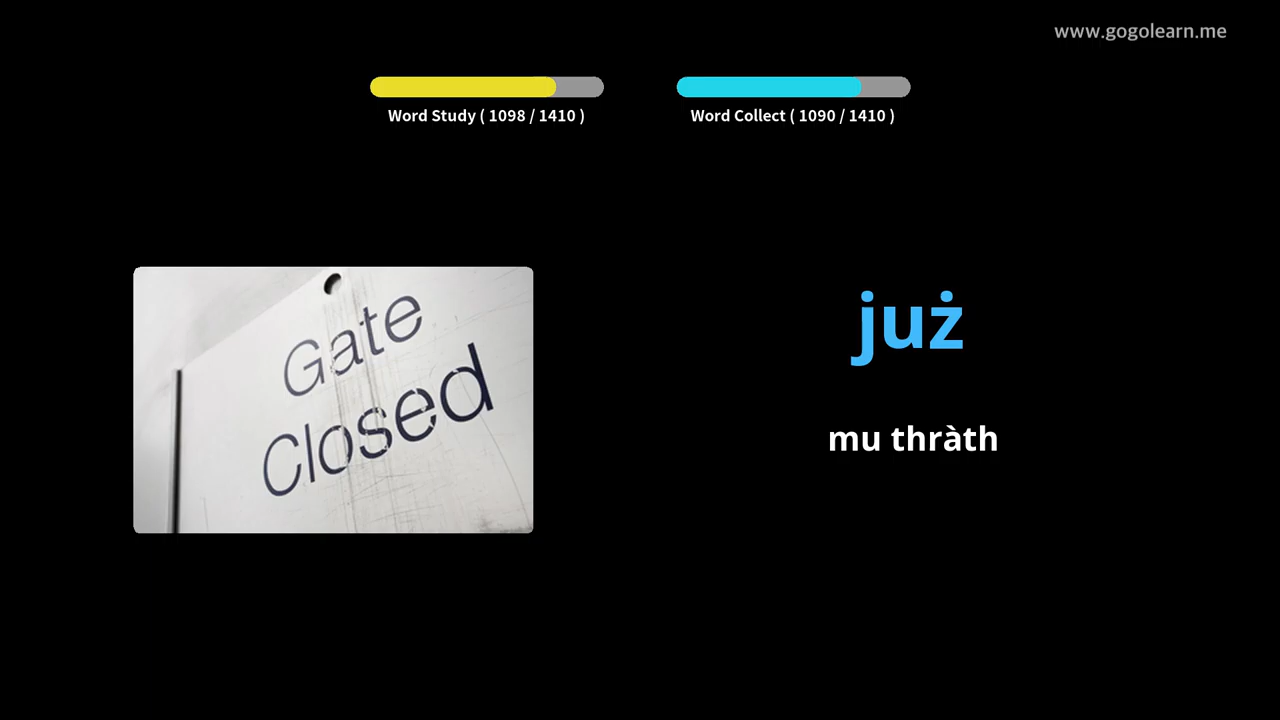 www.gogolearn.me
Word Study ( 1098 / 1410 )
Word Collect ( 1090 / 1410 )
Gate
Closed
już
mu thràth